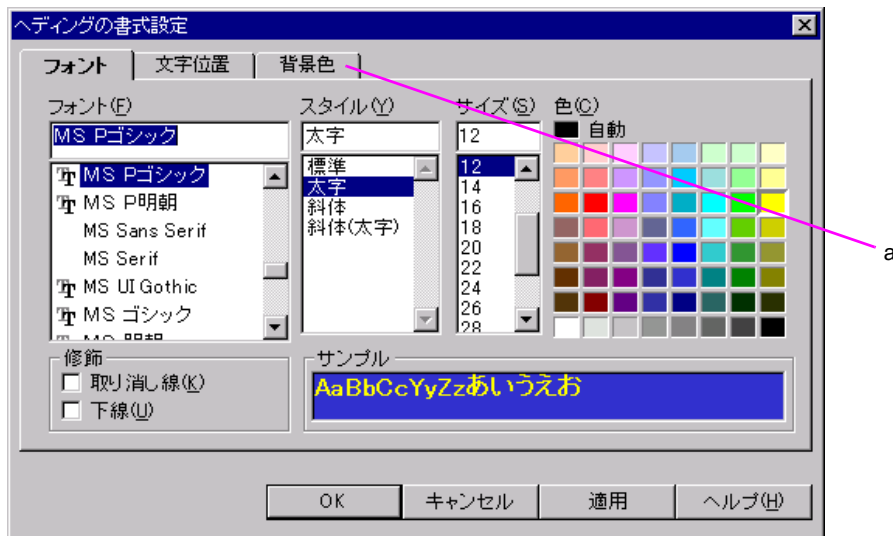 ヘディングの書式設定
フォント 文字位置 背景色
フォント(F) スタイル(Y) サイズ(S) 色(C)
MS Pゴシック 太字 12 自動
MS Pゴシック 標準 12
MS P明朝 太字 14
MS Sans Serif 斜体 16
MS Serif 斜体(太字) 18
MS UI Gothic 20
MS ゴシック 22
MS 明朝 24
26
28
a
修飾 サンプル
取り消し線(K) AaBbCcYyZzあいうえお
下線(U)
OK キャンセル 適用 ヘルプ(H)